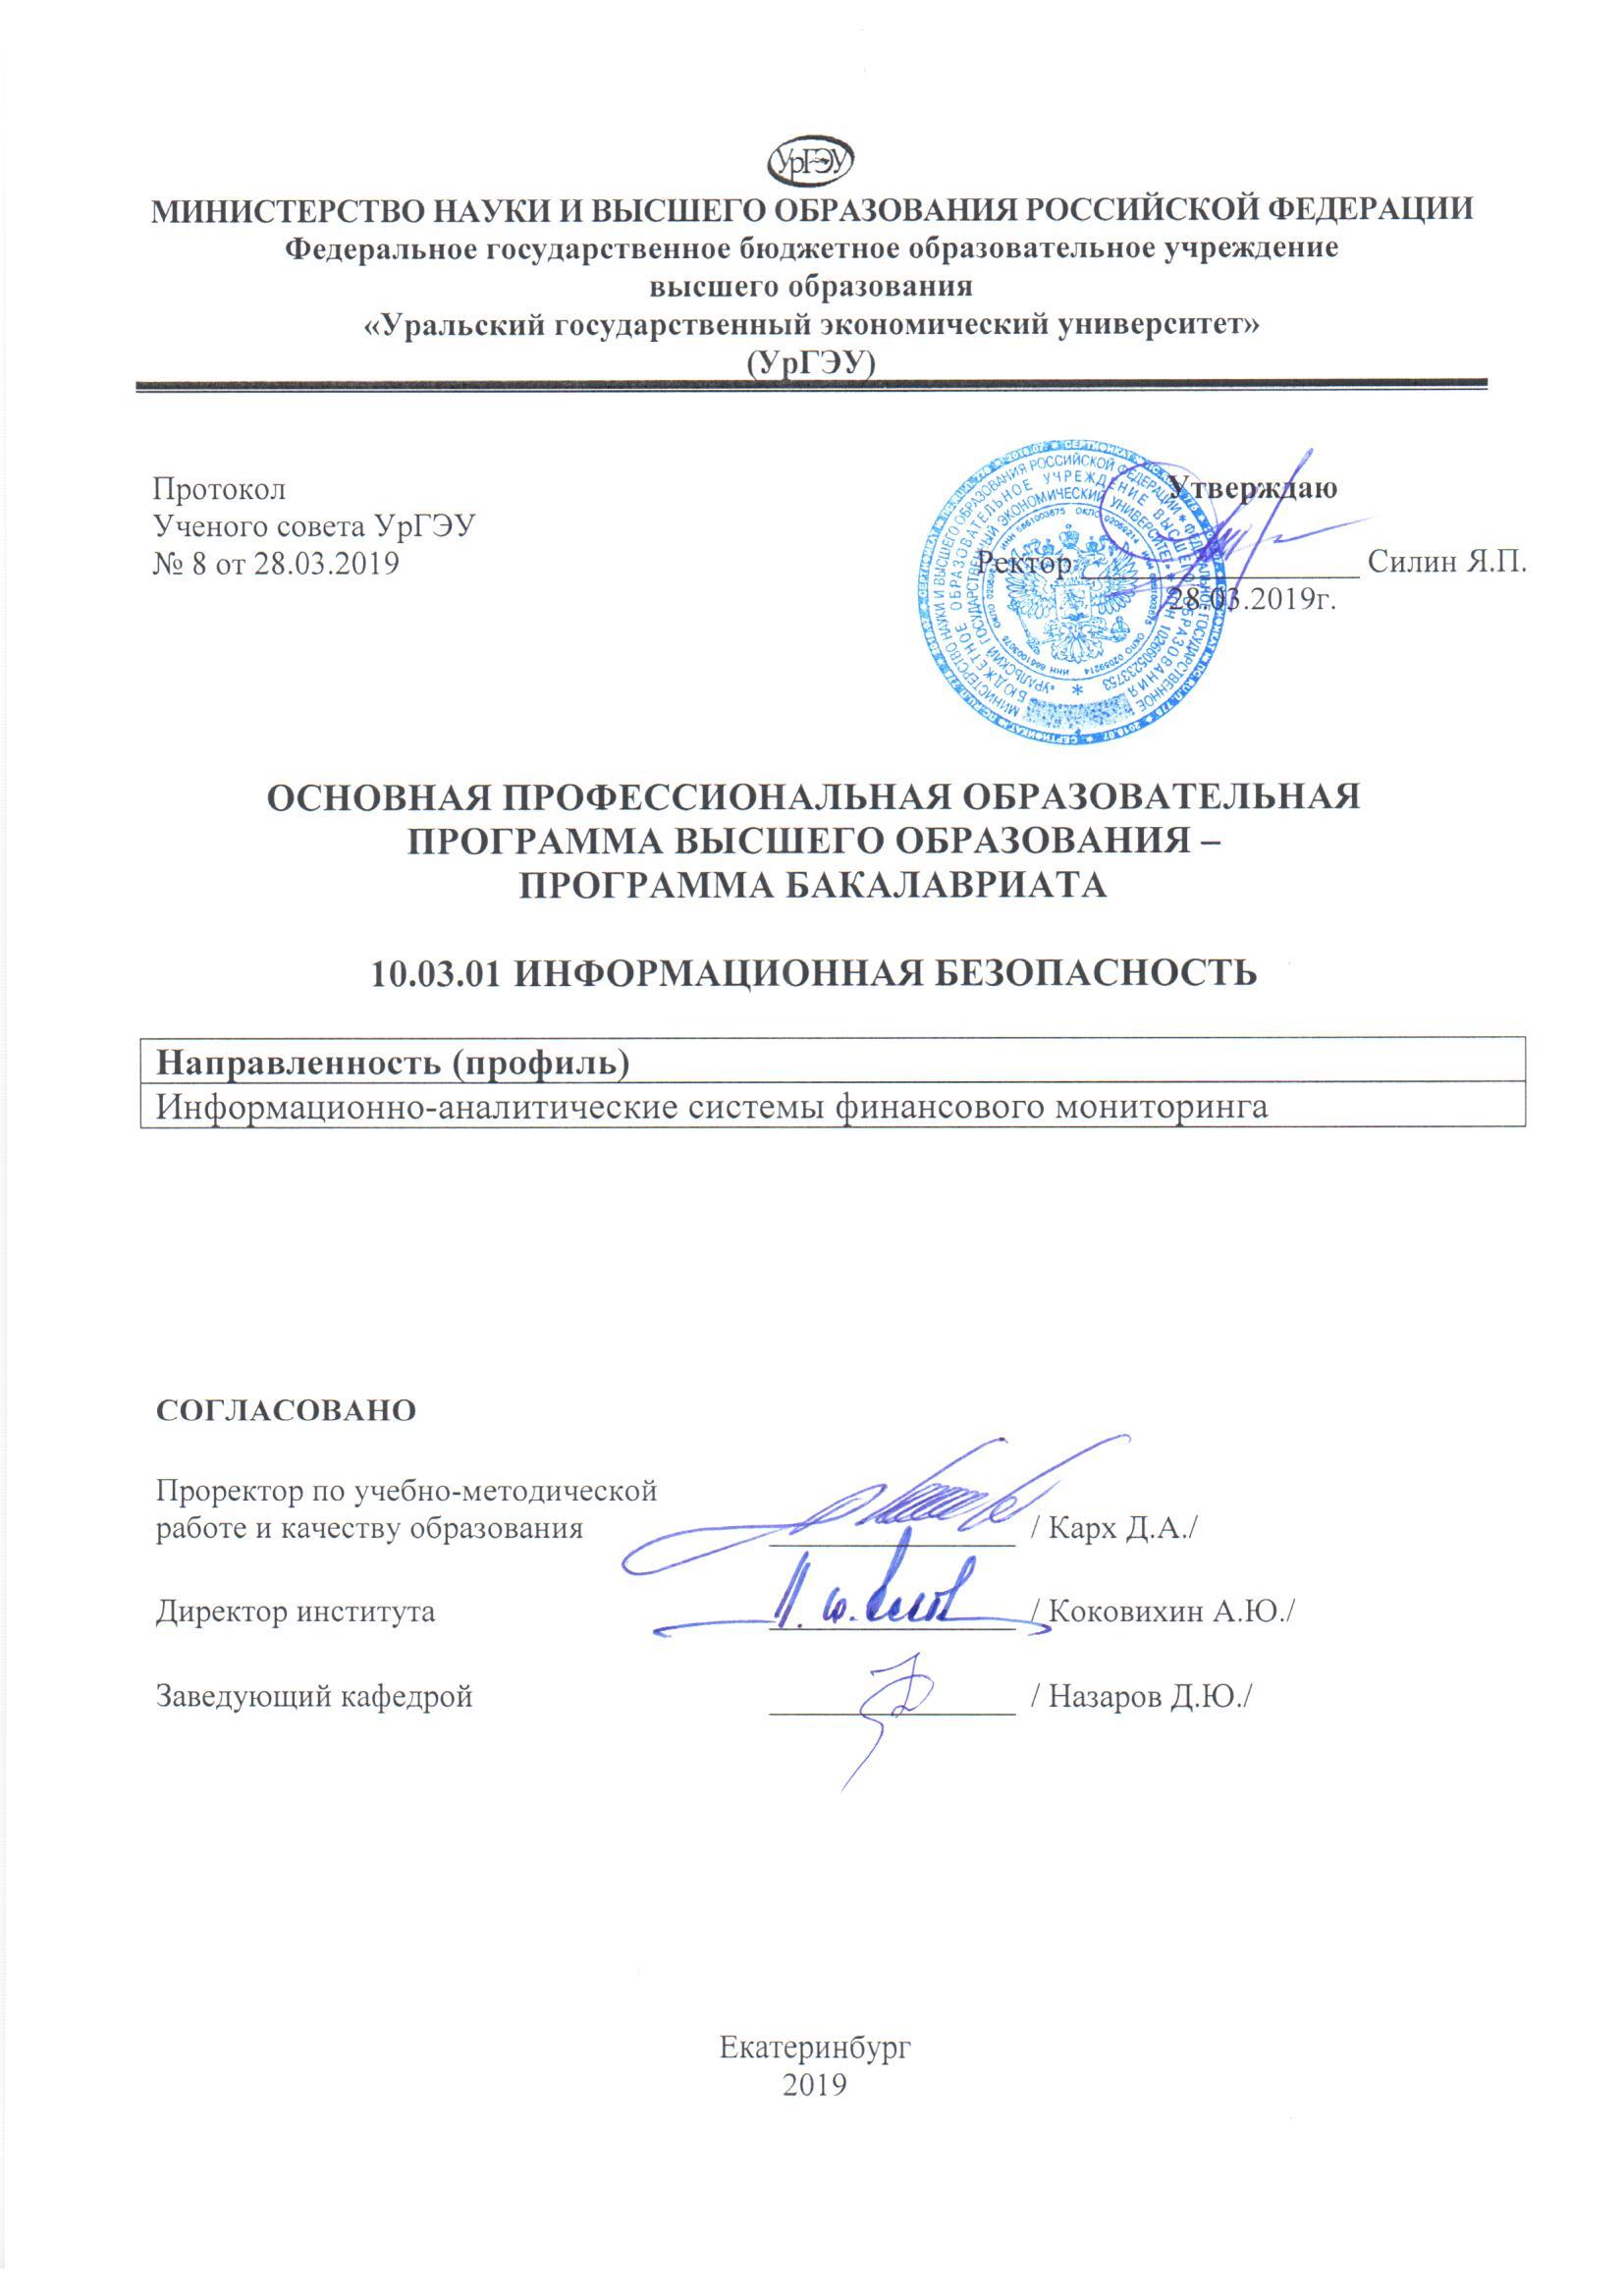 УрГЭУ
МИНИСТЕРСТВО НАУКИ И ВЫСШЕГО ОБРАЗОВАНИЯ РОССИЙСКОЙ ФЕДЕРАЦИИ
Федеральное государственное бюджетное образовательное учреждение
высшего образования
«Уральский государственный экономический университет»
(УрГЭУ)
Протокол
Ученого совета УрГЭУ
№ 8 от 28.03.2019
Утверждаю
Ректор Силин Я.П.
28.03.2019г.
ОСНОВНАЯ ПРОФЕССИОНАЛЬНАЯ ОБРАЗОВАТЕЛЬНАЯ
ПРОГРАММА ВЫСШЕГО ОБРАЗОВАНИЯ –
ПРОГРАММА БАКАЛАВРИАТА
10.03.01 ИНФОРМАЦИОННАЯ БЕЗОПАСНОСТЬ
Направленность (профиль)
Информационно-аналитические системы финансового мониторинга
СОГЛАСОВАНО
Проректор по учебно-методической
работе и качеству образования / Карх Д.А./
Директор института / Коковихин А.Ю./
Заведующий кафедрой / Назаров Д.Ю./
Екатеринбург
2019